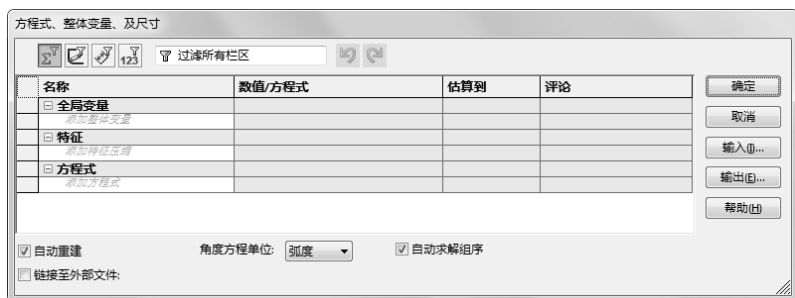 方程式、整体变量、及尺寸
过滤所有栏区
名称 数值/方程式 估算到 评论
全局变量
添加整体变量
特征
添加特征压缩
方程式
添加方程式
确定
取消
输入(I)...
输出(E)...
帮助(H)
自动重建 角度方程单位: 弧度 自动求解组序
链接至外部文件: